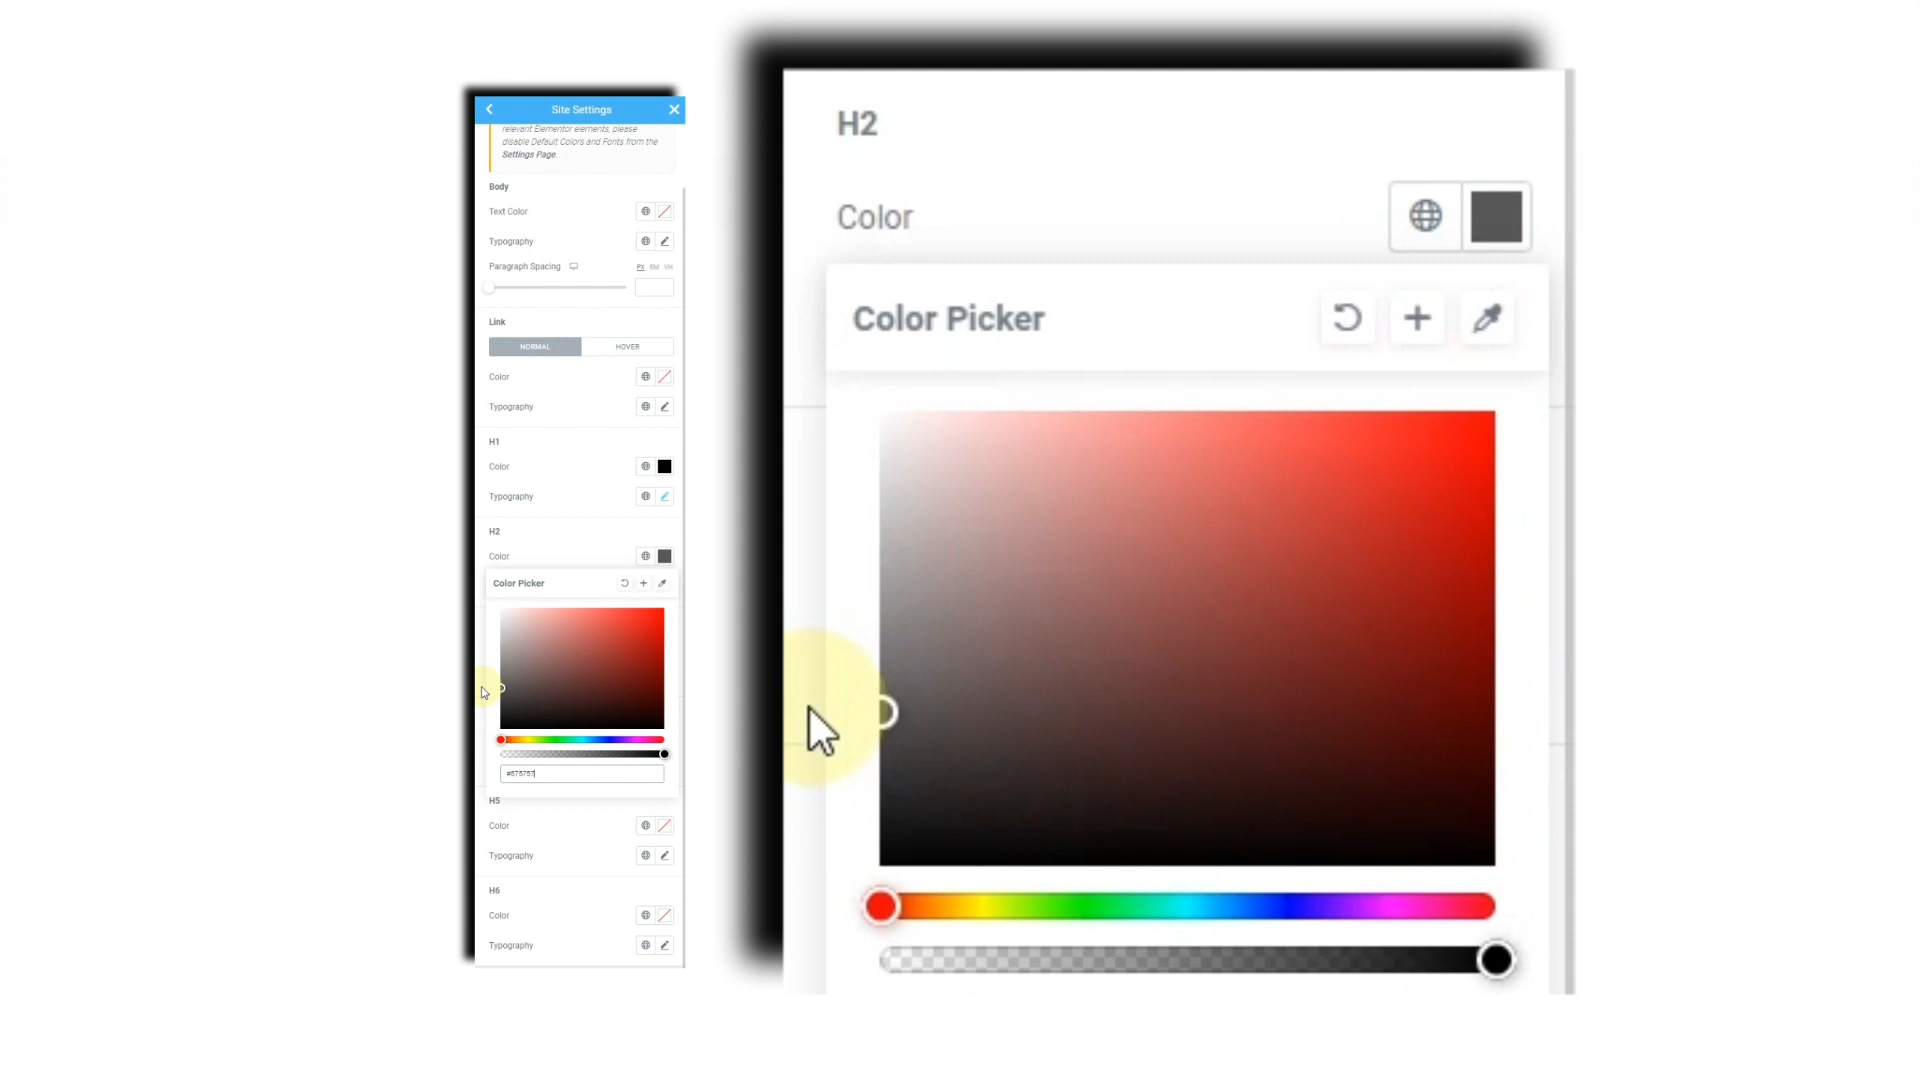 Site Settings
relevant Elementor elements, please
disable Default Colors and Fonts from the
Settings Page.
Body
Text Color
Typography
Paragraph Spacing PX EM VH
Link
NORMAL HOVER
Color
Typography
H1
Color
Typography
H2
Color
Color Picker
#575757
H5
Color
Typography
H6
Color
Typography
H2
Color
Color Picker